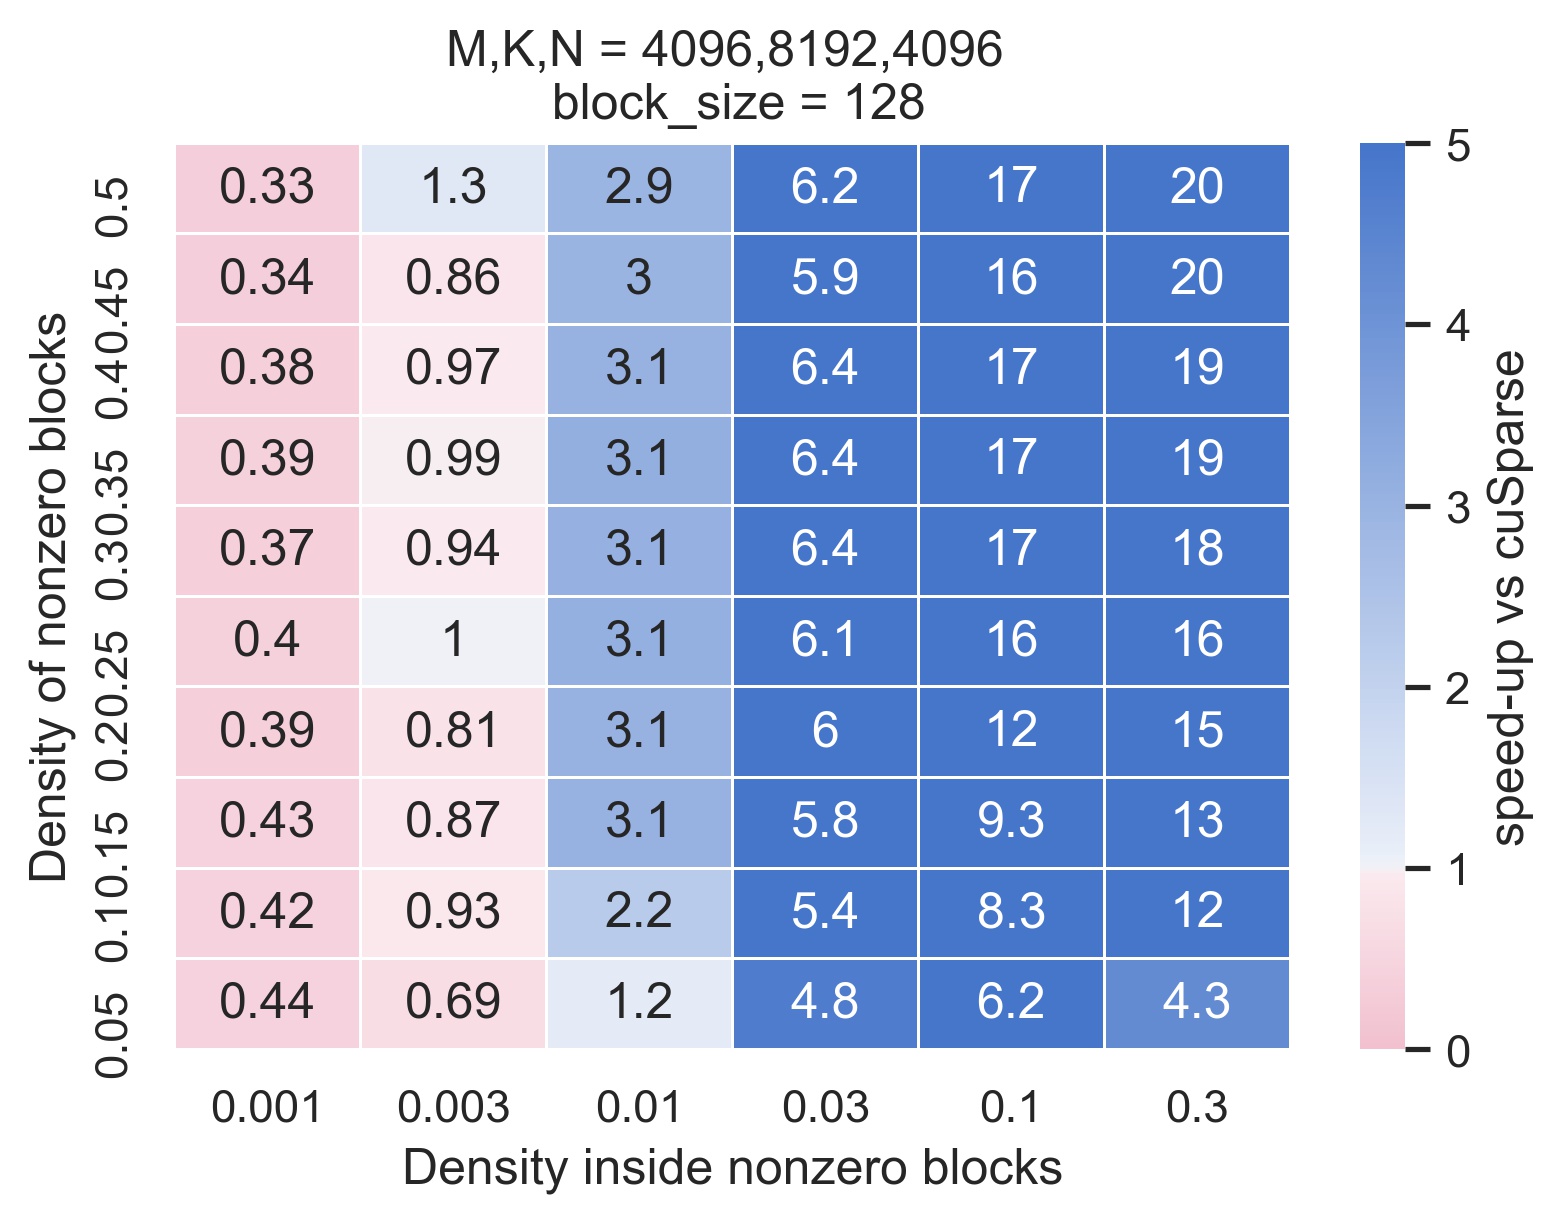 M,K,N = 4096,8192,4096
block_size = 128
Density of nonzero blocks
0.5 0.33 1.3 2.9 6.2 17 20
0.45 0.34 0.86 3 5.9 16 20
0.4 0.38 0.97 3.1 6.4 17 19
0.35 0.39 0.99 3.1 6.4 17 19
0.3 0.37 0.94 3.1 6.4 17 18
0.25 0.4 1 3.1 6.1 16 16
0.2 0.39 0.81 3.1 6 12 15
0.15 0.43 0.87 3.1 5.8 9.3 13
0.1 0.42 0.93 2.2 5.4 8.3 12
0.05 0.44 0.69 1.2 4.8 6.2 4.3
0.001 0.003 0.01 0.03 0.1 0.3
Density inside nonzero blocks
5
4
3
2
1
0
speed-up vs cuSparse